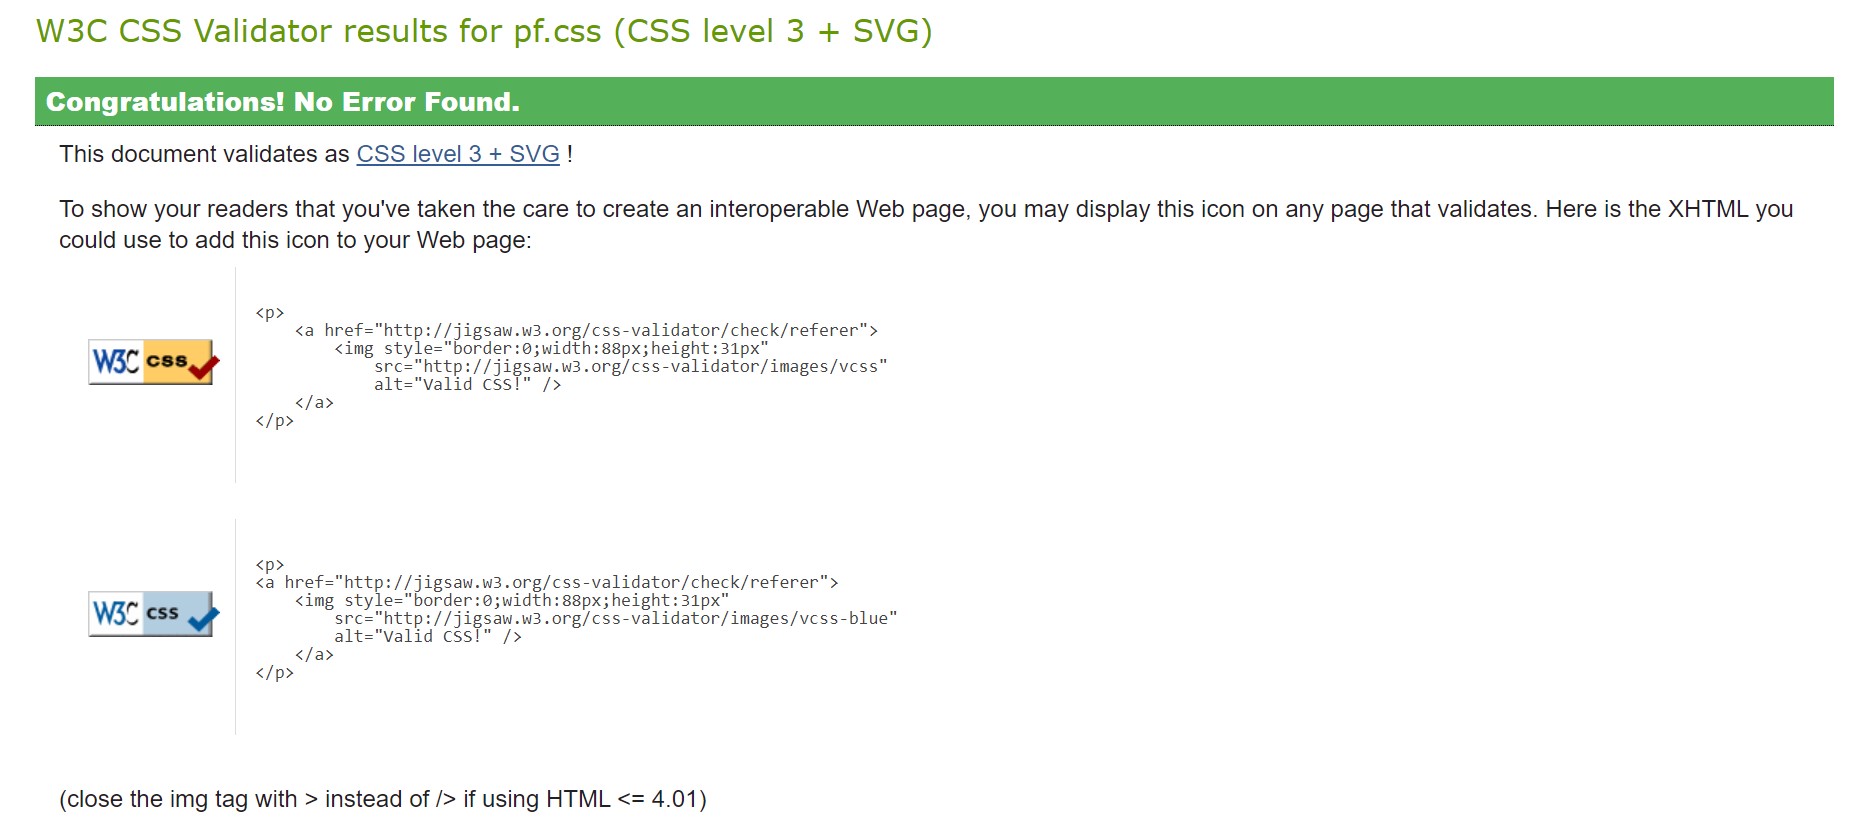 W3C CSS Validator results for pf.css (CSS level 3 + SVG)
Congratulations! No Error Found.
This document validates as CSS level 3 + SVG !
To show your readers that you've taken the care to create an interoperable Web page, you may display this icon on any page that validates. Here is the XHTML you
could use to add this icon to your Web page:
W3C css
<p>
    <a href="http://jigsaw.w3.org/css-validator/check/referer">
        <img style="border:0;width:88px;height:31px"
            src="http://jigsaw.w3.org/css-validator/images/vcss"
            alt="Valid CSS!" />
    </a>
</p>
W3C css
<p>
<a href="http://jigsaw.w3.org/css-validator/check/referer">
    <img style="border:0;width:88px;height:31px"
        src="http://jigsaw.w3.org/css-validator/images/vcss-blue"
        alt="Valid CSS!" />
    </a>
</p>
(close the img tag with > instead of /> if using HTML <= 4.01)